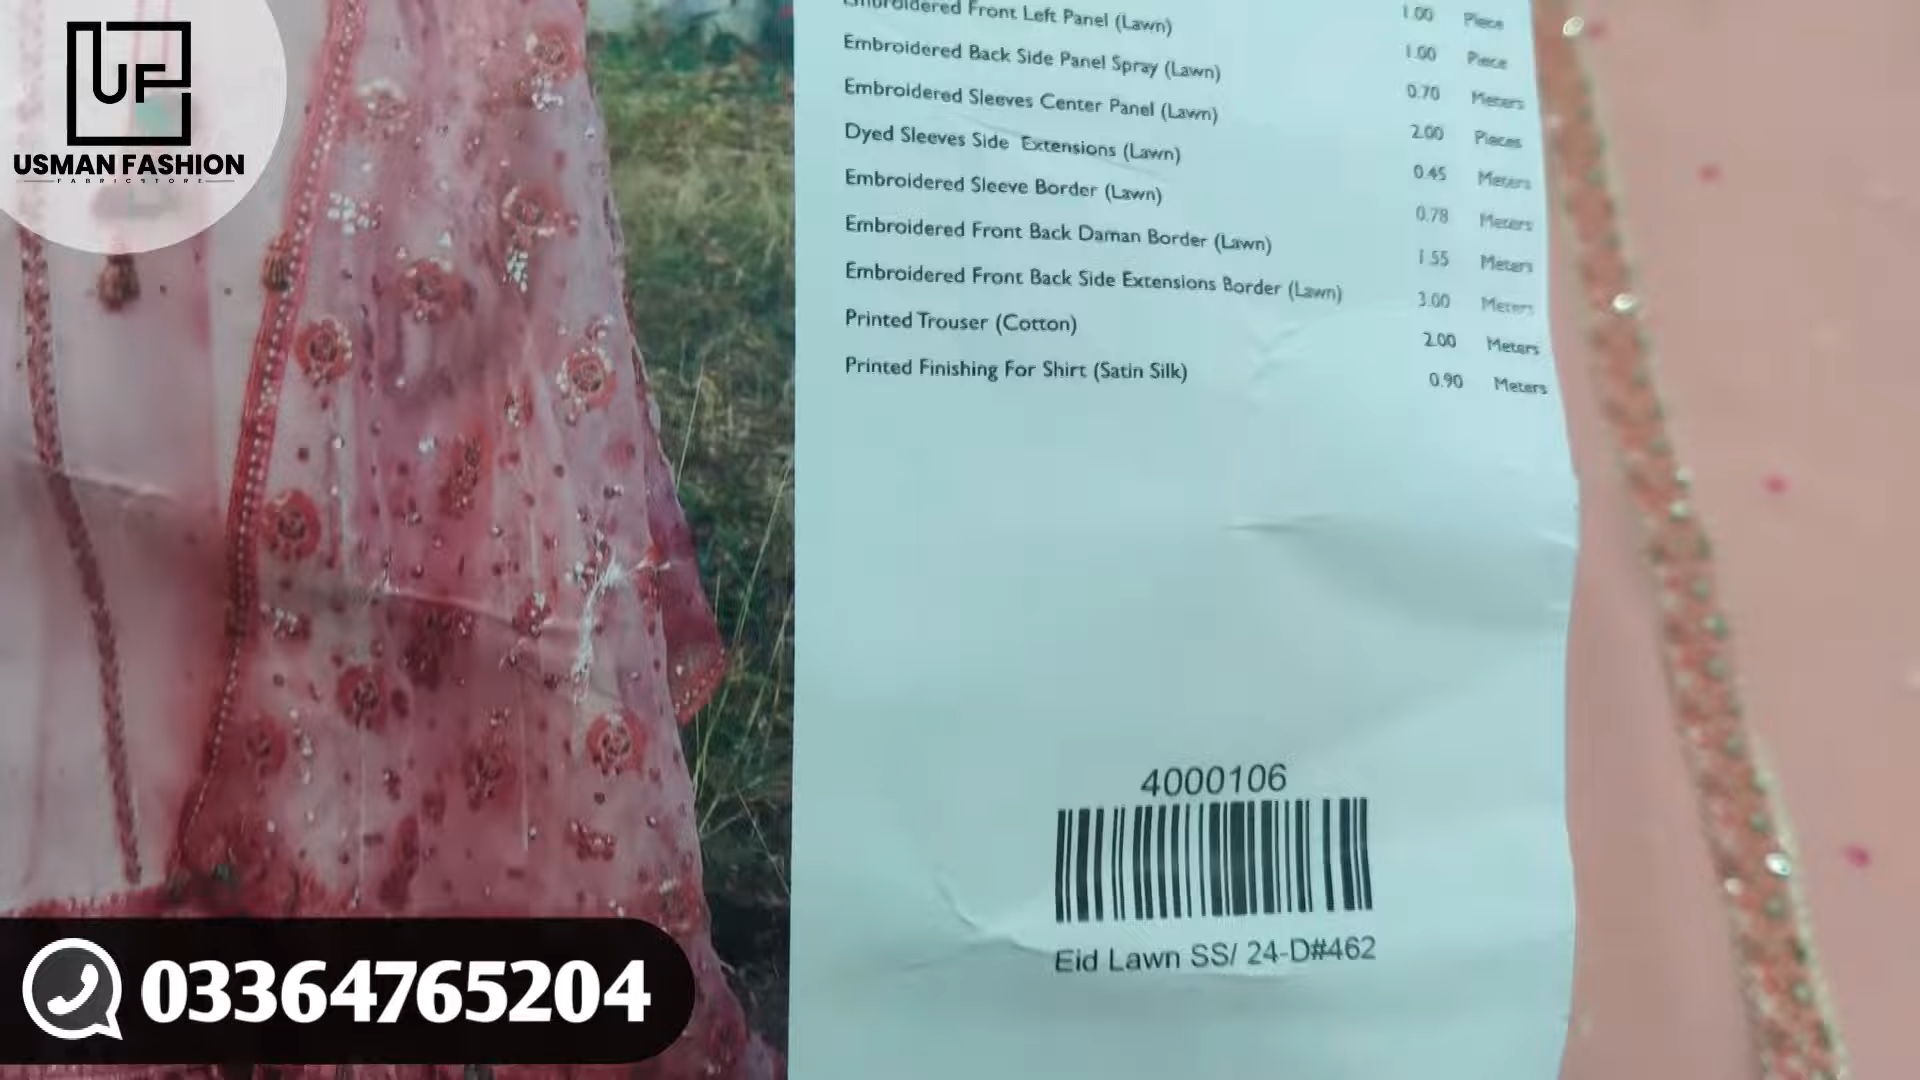 UF
USMAN FASHION
FABRIC STORE
1.00 Piece
Embroidered Front Left Panel (Lawn) 1.00 Piece
Embroidered Back Side Panel Spray (Lawn) 0.70 Meters
Embroidered Sleeves Center Panel (Lawn) 2.00 Pieces
Dyed Sleeves Side Extensions (Lawn) 0.45 Meters
Embroidered Sleeve Border (Lawn) 0.78 Meters
Embroidered Front Back Daman Border (Lawn) 1.55 Meters
Embroidered Front Back Side Extensions Border (Lawn) 3.00 Meters
Printed Trouser (Cotton) 2.00 Meters
Printed Finishing For Shirt (Satin Silk) 0.90 Meters
4000106
Eid Lawn SS/ 24-D#462
03364765204